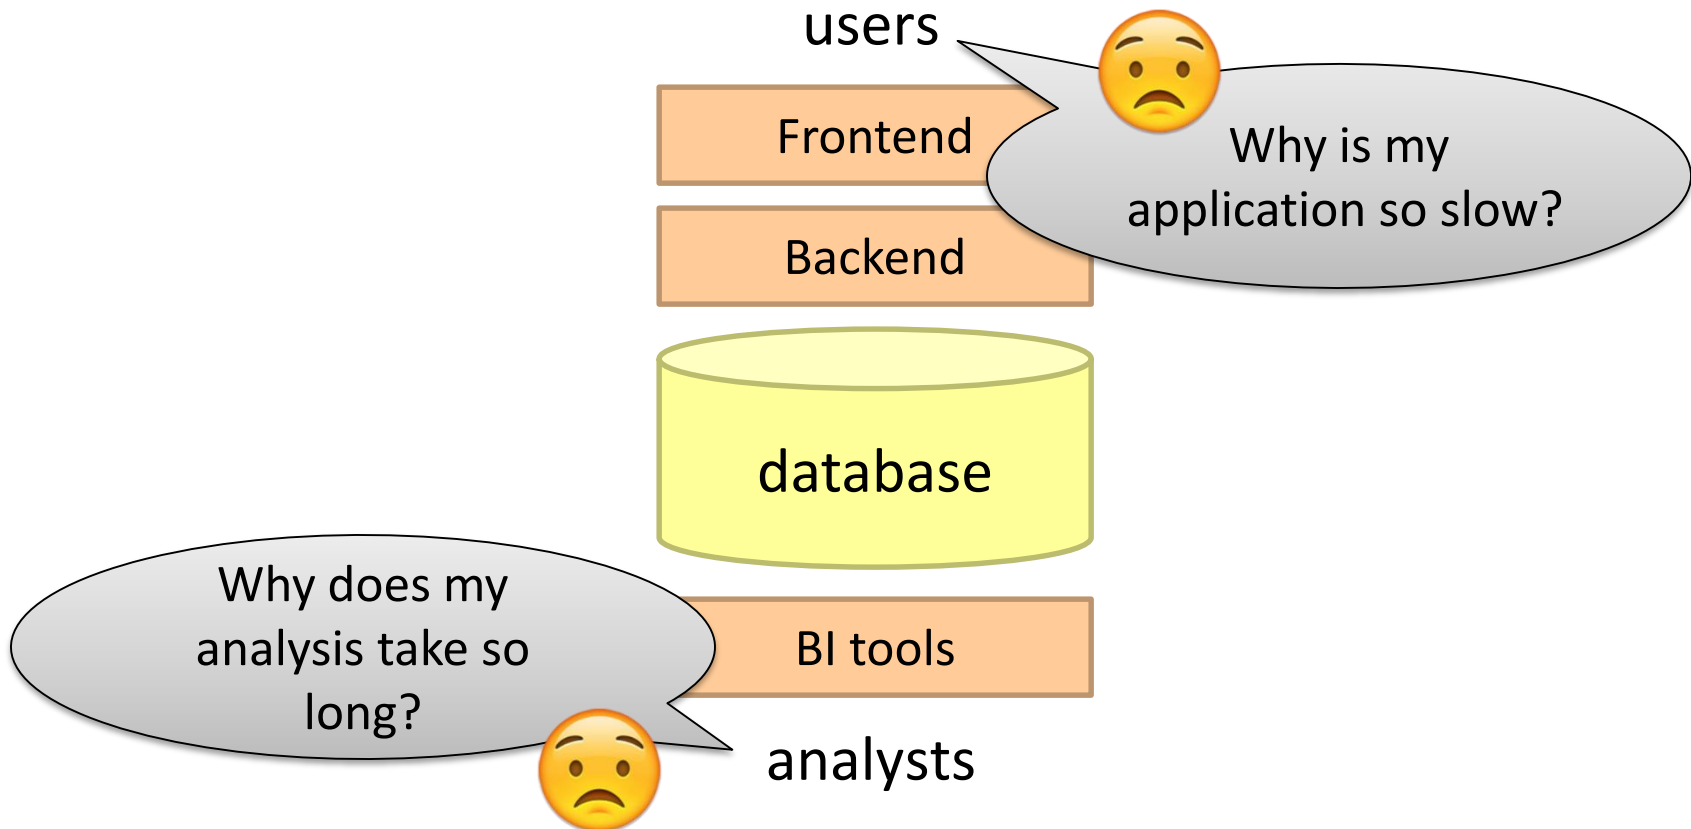 users
Frontend
Why is my
application so slow?
Backend
database
Why does my
analysis take so
long?
BI tools
analysts